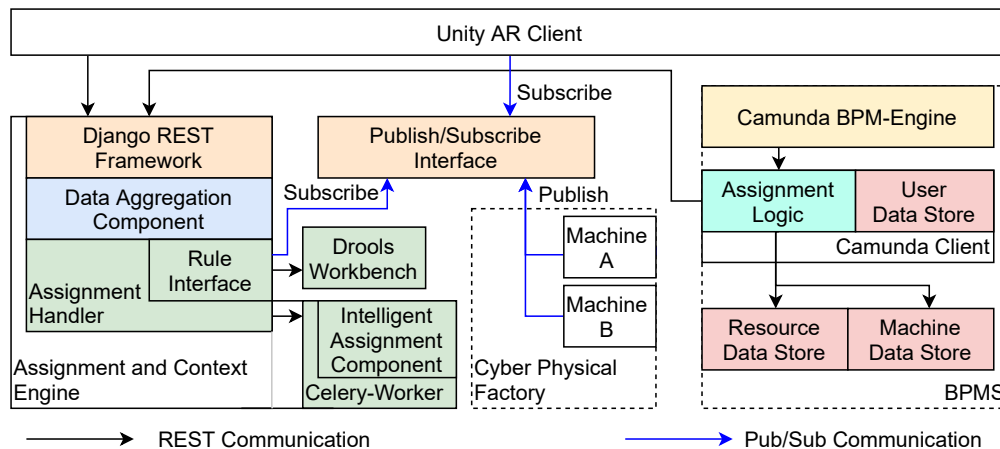 Unity AR Client
Subscribe
Django REST
Framework
Publish/Subscribe
Interface
Camunda BPM-Engine
Data Aggregation
Component
Subscribe
Publish
Assignment
Logic
User
Data Store
Camunda Client
Rule
Interface
Drools
Workbench
Machine
A
Assignment
Handler
Intelligent
Assignment
Component
Celery-Worker
Machine
B
Resource
Data Store
Machine
Data Store
Assignment and Context
Engine
Cyber Physical
Factory
BPMS
REST Communication
Pub/Sub Communication